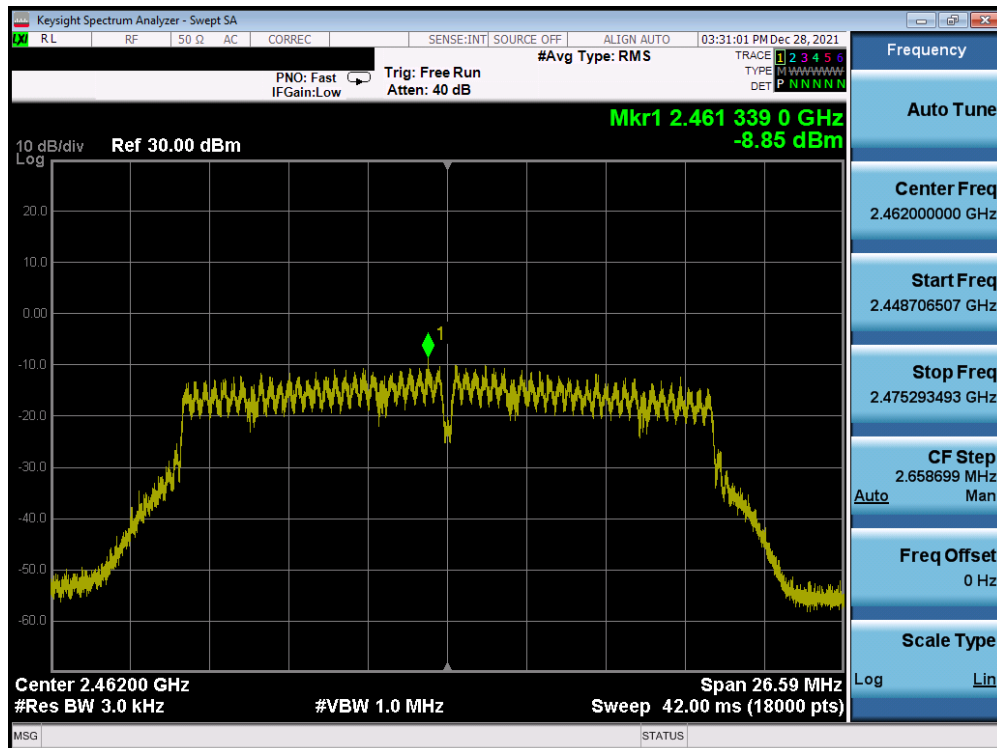 Keysight Spectrum Analyzer - Swept SA
LXI RL RF 50 Ω AC CORREC SENSE:INT SOURCE OFF ALIGN AUTO 03:31:01 PM Dec 28, 2021
PNO: Fast
IFGain:Low
Trig: Free Run
Atten: 40 dB
#Avg Type: RMS
TRACE 1 2 3 4 5 6
TYPE M WWWWW
DET P N N N N N
Mkr1 2.461 339 0 GHz
-8.85 dBm
10 dB/div Ref 30.00 dBm
Log
20.0
10.0
0.00
1
-10.0
-20.0
-30.0
-40.0
-50.0
-60.0
Center 2.46200 GHz Span 26.59 MHz
#Res BW 3.0 kHz #VBW 1.0 MHz Sweep 42.00 ms (18000 pts)
MSG STATUS
Frequency
Auto Tune
Center Freq
2.462000000 GHz
Start Freq
2.448706507 GHz
Stop Freq
2.475293493 GHz
CF Step
2.658699 MHz
Auto Man
Freq Offset
0 Hz
Scale Type
Log Lin